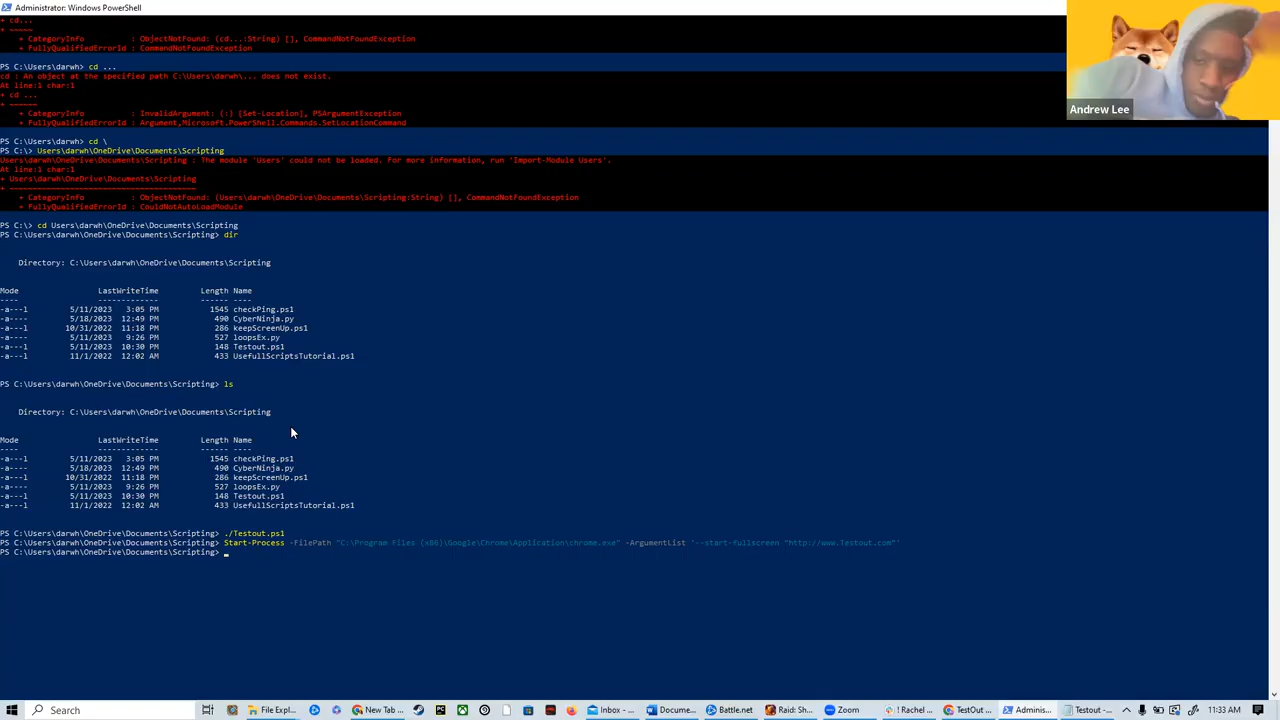 Administrator: Windows PowerShell
+ cd...
+ ~~~~~
+ CategoryInfo : ObjectNotFound: (cd...:String) [], CommandNotFoundException
+ FullyQualifiedErrorId : CommandNotFoundException
PS C:\Users\darwh> cd ...
cd : An object at the specified path C:\Users\darwh\... does not exist.
At line:1 char:1
+ cd ...
+ ~~~~~~
+ CategoryInfo : InvalidArgument: (:) [Set-Location], PSArgumentException
+ FullyQualifiedErrorId : Argument,Microsoft.PowerShell.Commands.SetLocationCommand
Andrew Lee
PS C:\Users\darwh> cd \
PS C:\> Users\darwh\OneDrive\Documents\Scripting
Users\darwh\OneDrive\Documents\Scripting : The module 'Users' could not be loaded. For more information, run 'Import-Module Users'.
At line:1 char:1
+ Users\darwh\OneDrive\Documents\Scripting
+ ~~~~~~~~~~~~~~~~~~~~~~~~~~~~~~~~~~~~~~~~
+ CategoryInfo : ObjectNotFound: (Users\darwh\OneDrive\Documents\Scripting:String) [], CommandNotFoundException
+ FullyQualifiedErrorId : CouldNotAutoLoadModule
PS C:\> cd Users\darwh\OneDrive\Documents\Scripting
PS C:\Users\darwh\OneDrive\Documents\Scripting> dir
Directory: C:\Users\darwh\OneDrive\Documents\Scripting
Mode LastWriteTime Length Name
---- ------------- ------ ----
-a---l 5/11/2023 3:05 PM 1545 checkPing.ps1
-a---l 5/18/2023 12:49 PM 490 CyberNinja.py
-a---l 10/31/2022 11:18 PM 286 keepScreenUp.ps1
-a---l 5/11/2023 9:26 PM 527 loopsEx.py
-a---l 5/11/2023 10:30 PM 148 Testout.ps1
-a---l 11/1/2022 12:02 AM 433 UsefullScriptsTutorial.ps1
PS C:\Users\darwh\OneDrive\Documents\Scripting> ls
Directory: C:\Users\darwh\OneDrive\Documents\Scripting
Mode LastWriteTime Length Name
---- ------------- ------ ----
-a---l 5/11/2023 3:05 PM 1545 checkPing.ps1
-a---l 5/18/2023 12:49 PM 490 CyberNinja.py
-a---l 10/31/2022 11:18 PM 286 keepScreenUp.ps1
-a---l 5/11/2023 9:26 PM 527 loopsEx.py
-a---l 5/11/2023 10:30 PM 148 Testout.ps1
-a---l 11/1/2022 12:02 AM 433 UsefullScriptsTutorial.ps1
PS C:\Users\darwh\OneDrive\Documents\Scripting> ./Testout.ps1
PS C:\Users\darwh\OneDrive\Documents\Scripting> Start-Process -FilePath "C:\Program Files (x86)\Google\Chrome\Application\chrome.exe" -ArgumentList '--start-fullscreen "http://www.Testout.com"'
PS C:\Users\darwh\OneDrive\Documents\Scripting> _
Search File Expl... New Tab ... Inbox - ... Docume... Battle.net Raid: Sh... Zoom ! Rachel ... TestOut ... Adminis... Testout - ... 11:33 AM